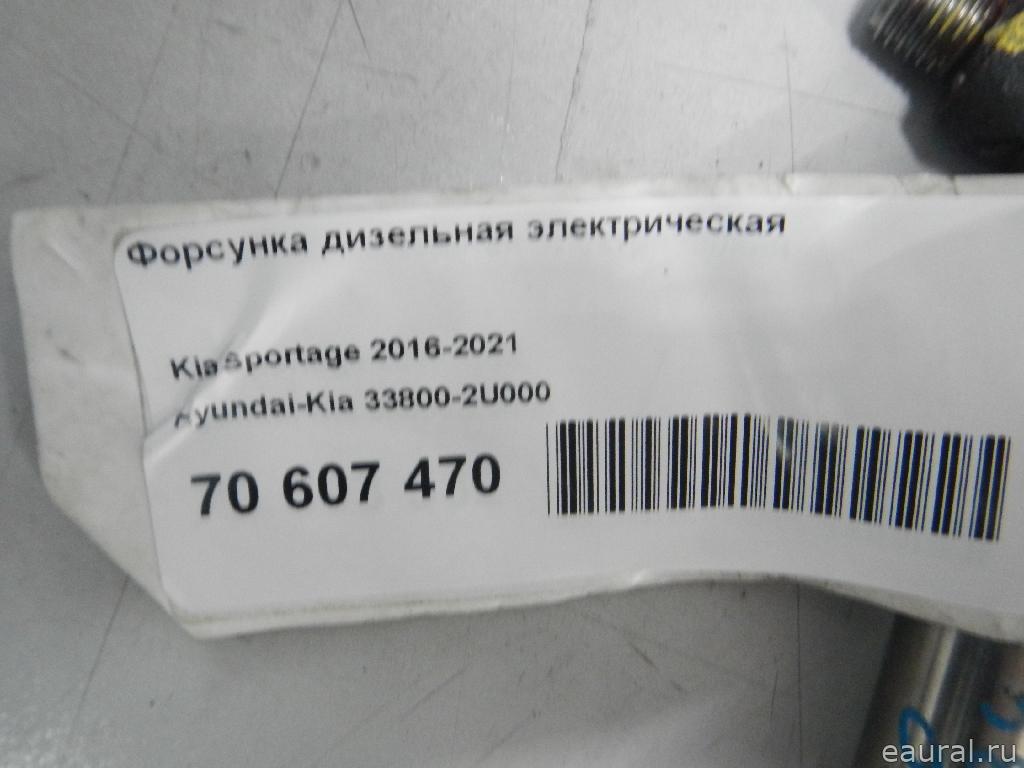 Форсунка дизельная электрическая
Kia Sportage 2016-2021
Hyundai-Kia 33800-2U000
70 607 470
eaural.ru